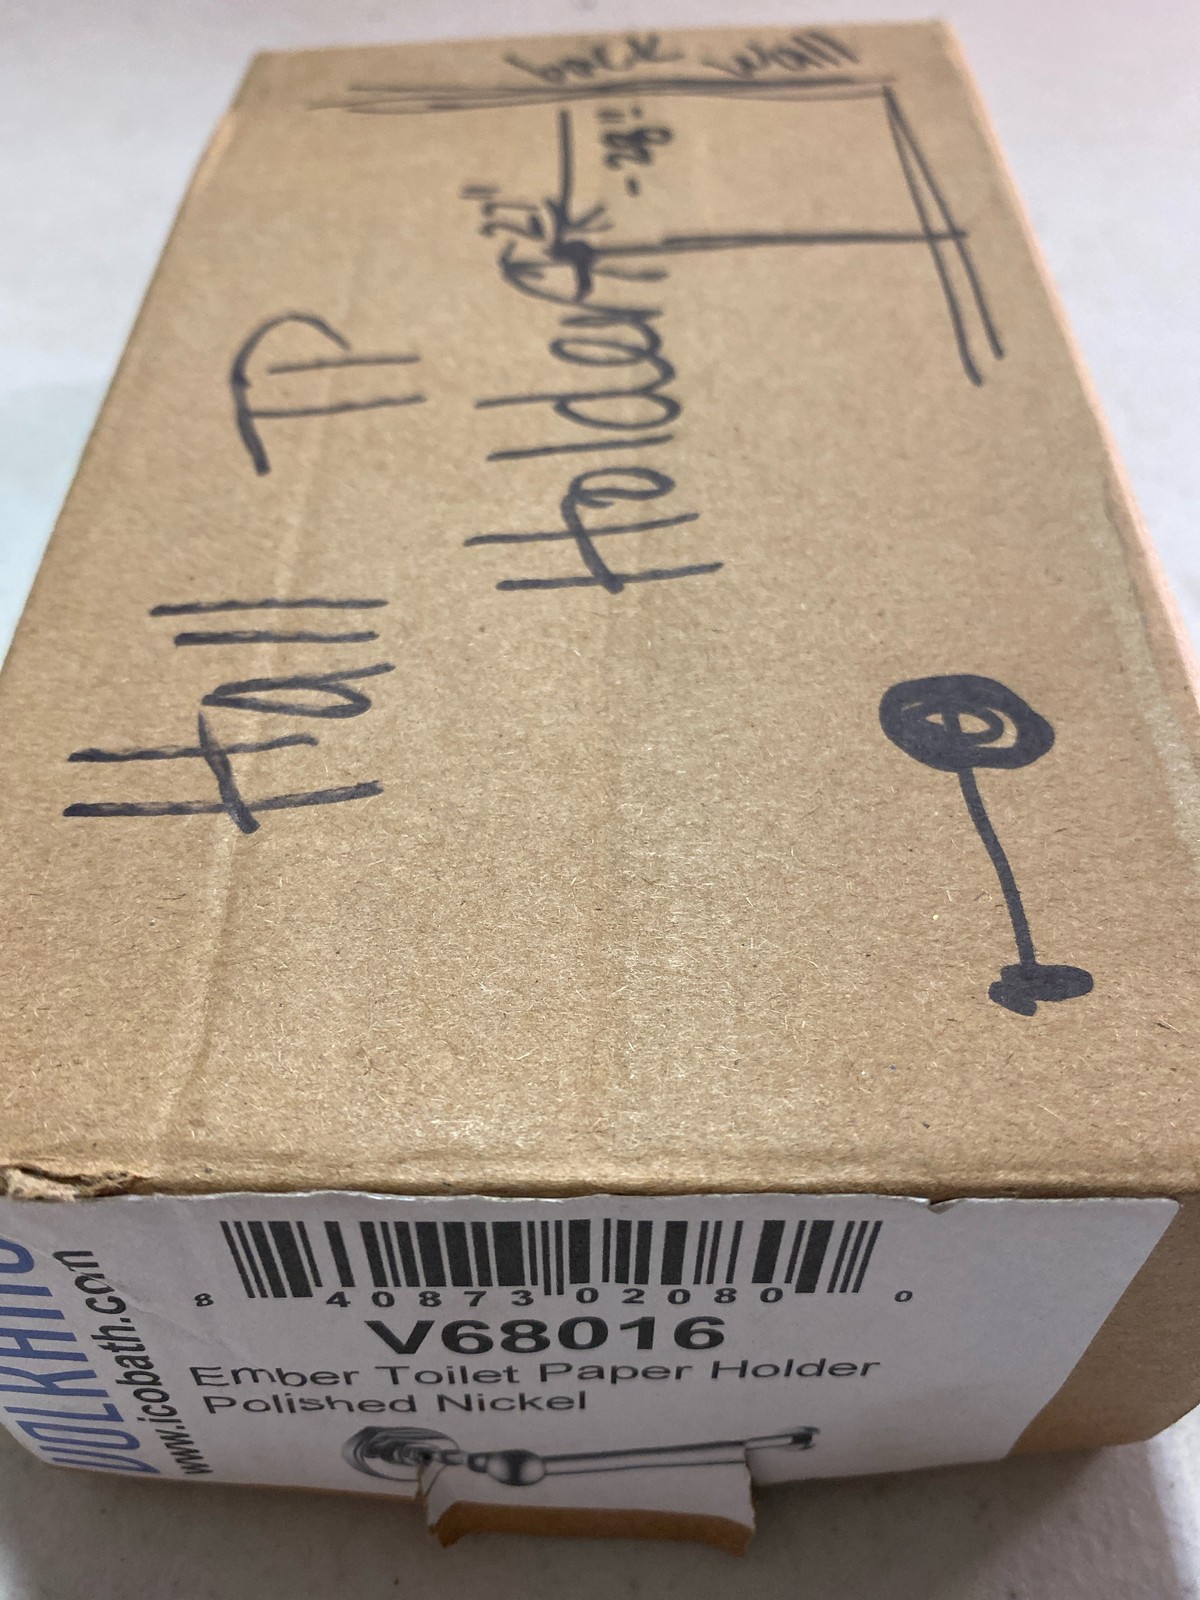 back wall
27"
-28"-
Hall TP
Holder
e
8 40873 02080 0
V68016
Ember Toilet Paper Holder
Polished Nickel
VOLKANO
www.icobath.com